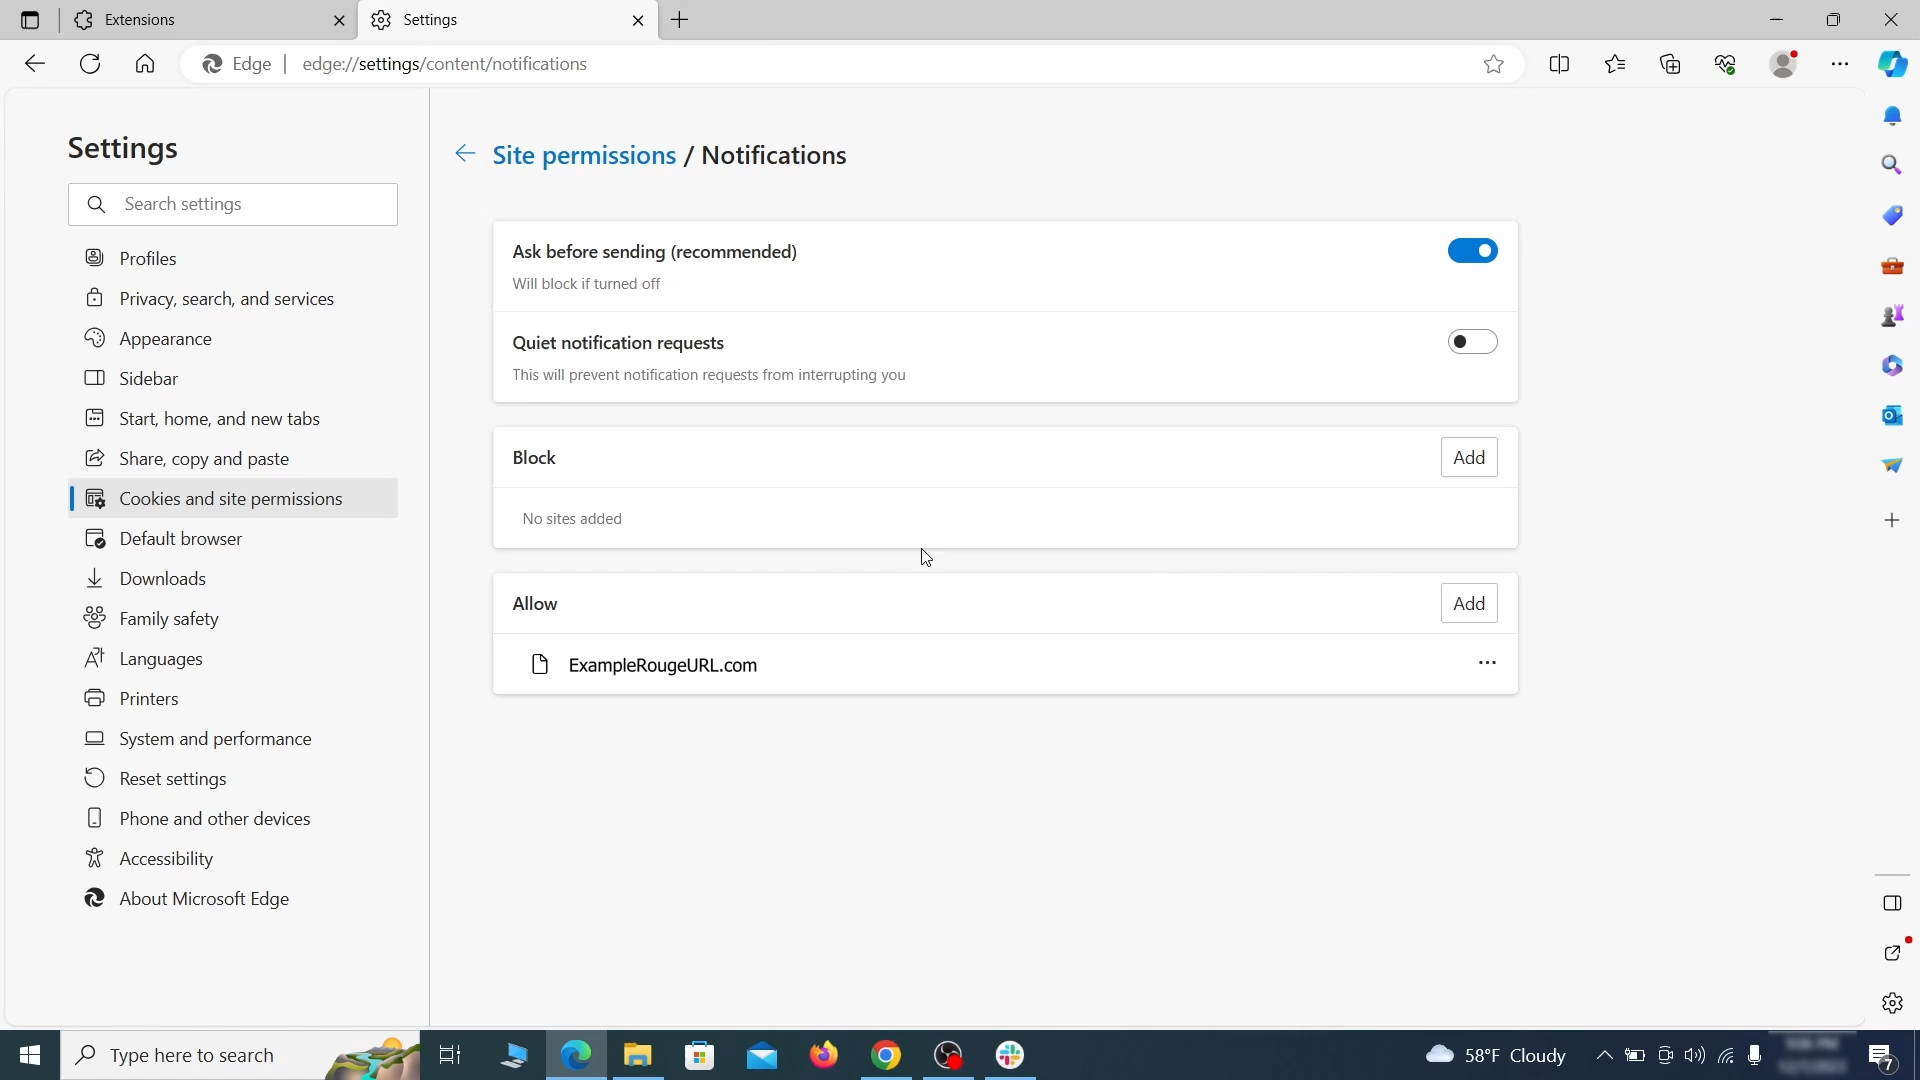 Extensions
Settings
Edge
edge://settings/content/notifications
Settings
Search settings
Profiles
Privacy, search, and services
Appearance
Sidebar
Start, home, and new tabs
Share, copy and paste
Cookies and site permissions
Default browser
Downloads
Family safety
Languages
Printers
System and performance
Reset settings
Phone and other devices
Accessibility
About Microsoft Edge
Site permissions / Notifications
Ask before sending (recommended)
Will block if turned off
Quiet notification requests
This will prevent notification requests from interrupting you
Block
Add
No sites added
Allow
Add
ExampleRougeURL.com
Type here to search
58°F Cloudy
7